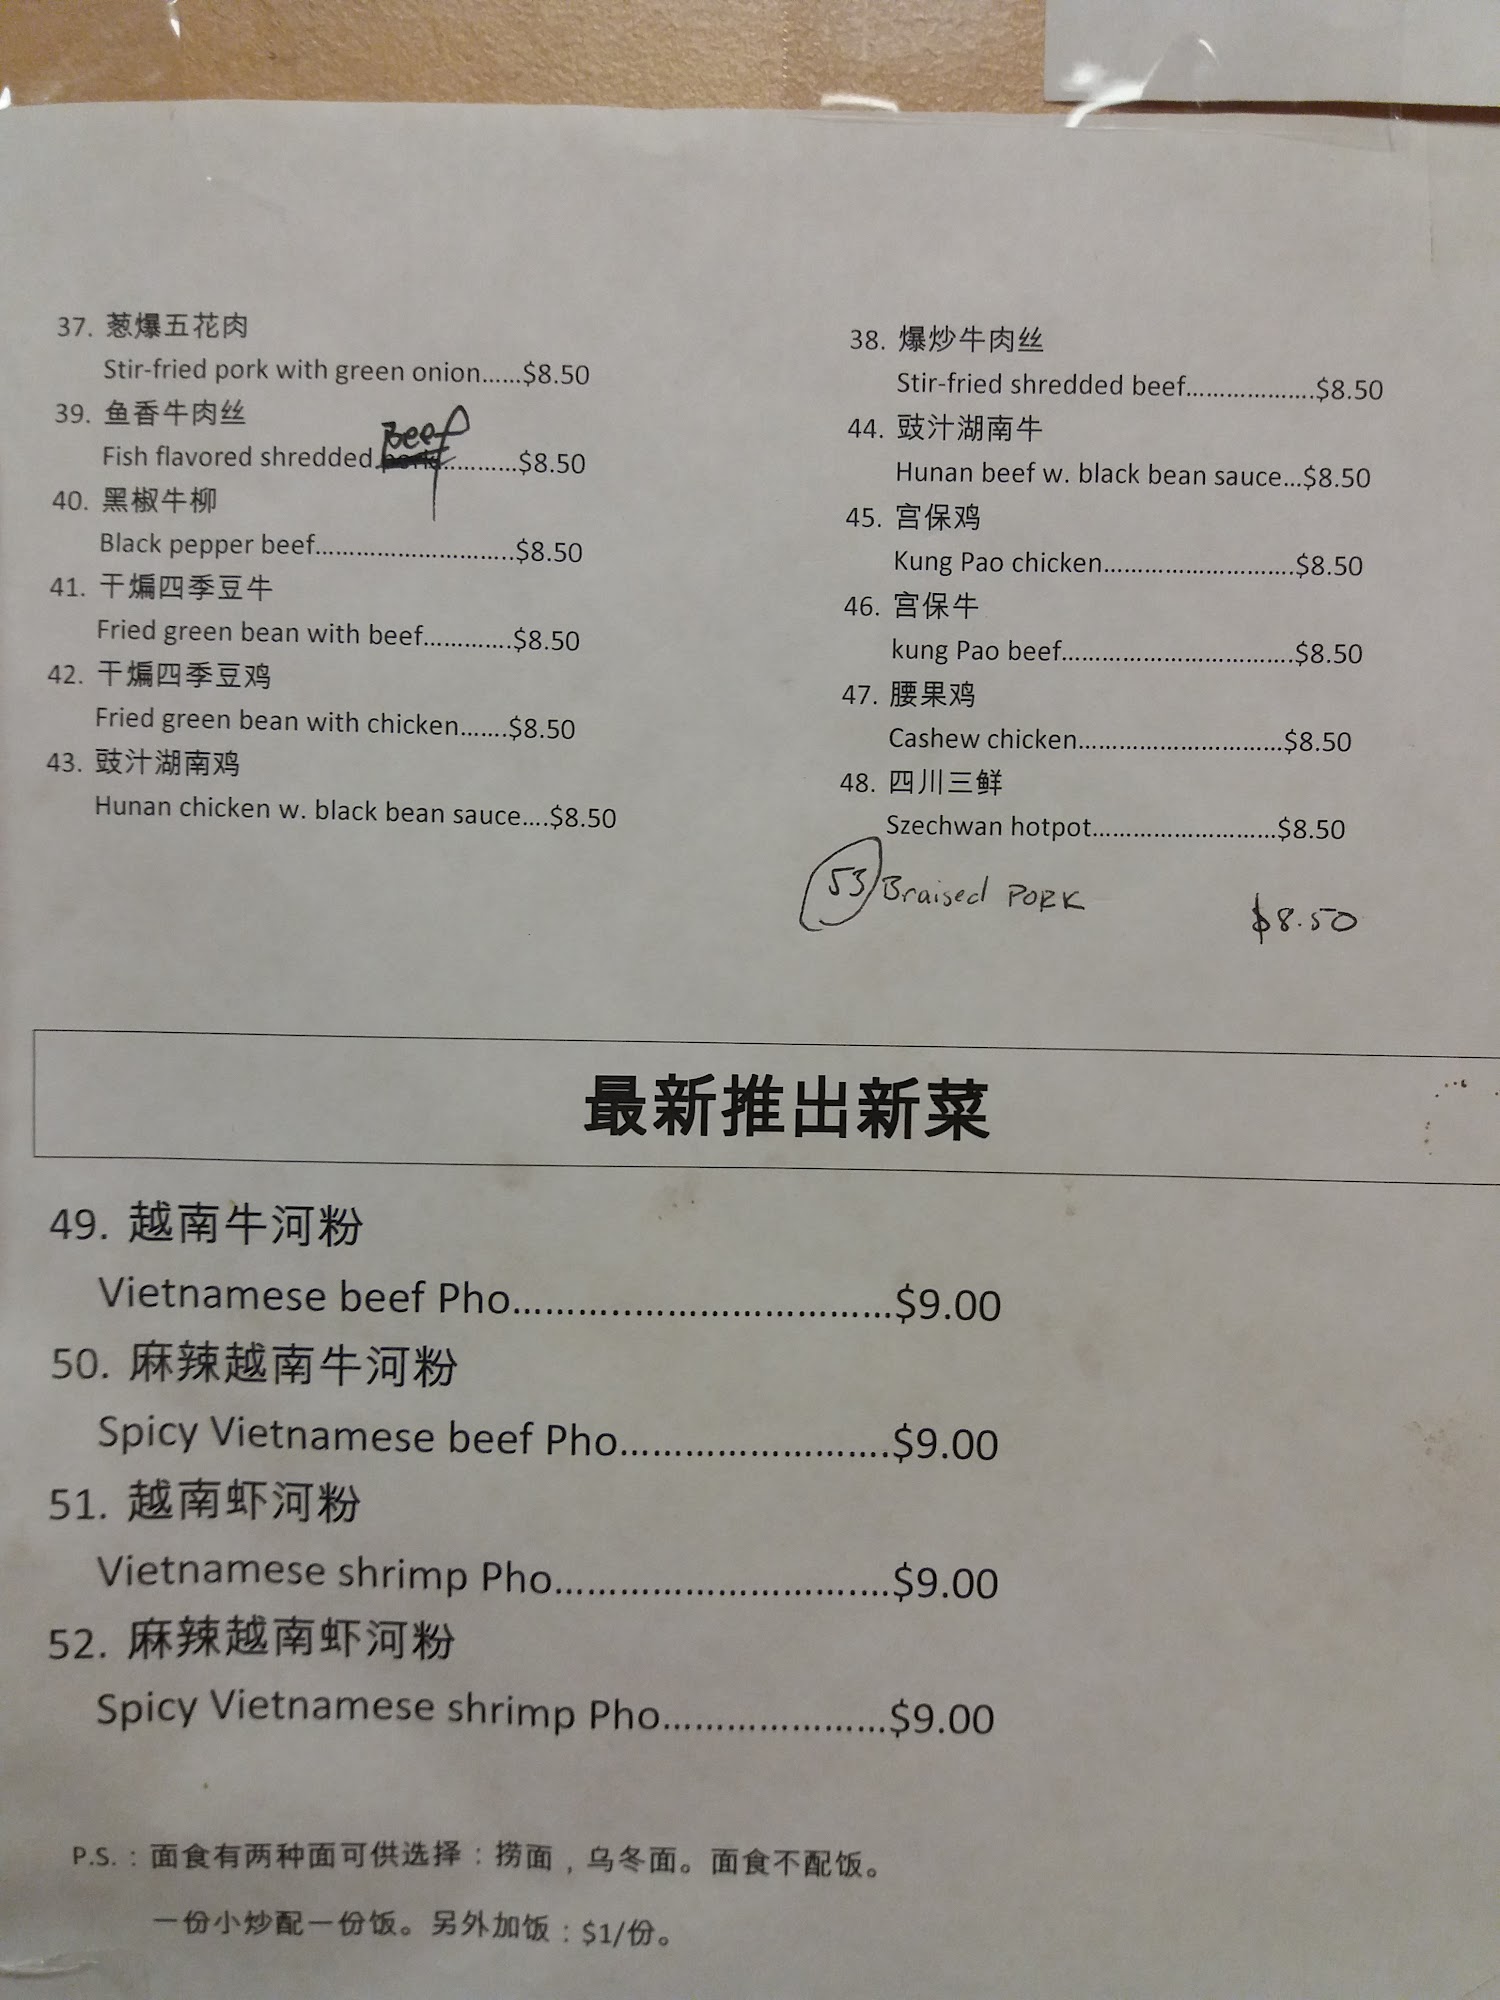 37. 葱爆五花肉
Stir-fried pork with green onion......$8.50
39. 鱼香牛肉丝
Beef
Fish flavored shredded pork...........$8.50
40. 黑椒牛柳
Black pepper beef.............................$8.50
41. 干煸四季豆牛
Fried green bean with beef.............$8.50
42. 干煸四季豆鸡
Fried green bean with chicken.......$8.50
43. 豉汁湖南鸡
Hunan chicken w. black bean sauce....$8.50
38. 爆炒牛肉丝
Stir-fried shredded beef...................$8.50
44. 豉汁湖南牛
Hunan beef w. black bean sauce...$8.50
45. 宫保鸡
Kung Pao chicken............................$8.50
46. 宫保牛
kung Pao beef..................................$8.50
47. 腰果鸡
Cashew chicken..............................$8.50
48. 四川三鲜
Szechwan hotpot...........................$8.50
53 Braised PORK $8.50
最新推出新菜
49. 越南牛河粉
Vietnamese beef Pho...................................$9.00
50. 麻辣越南牛河粉
Spicy Vietnamese beef Pho.........................$9.00
51. 越南虾河粉
Vietnamese shrimp Pho...............................$9.00
52. 麻辣越南虾河粉
Spicy Vietnamese shrimp Pho.....................$9.00
P.S.：面食有两种面可供选择：捞面，乌冬面。面食不配饭。
一份小炒配一份饭。另外加饭：$1/份。